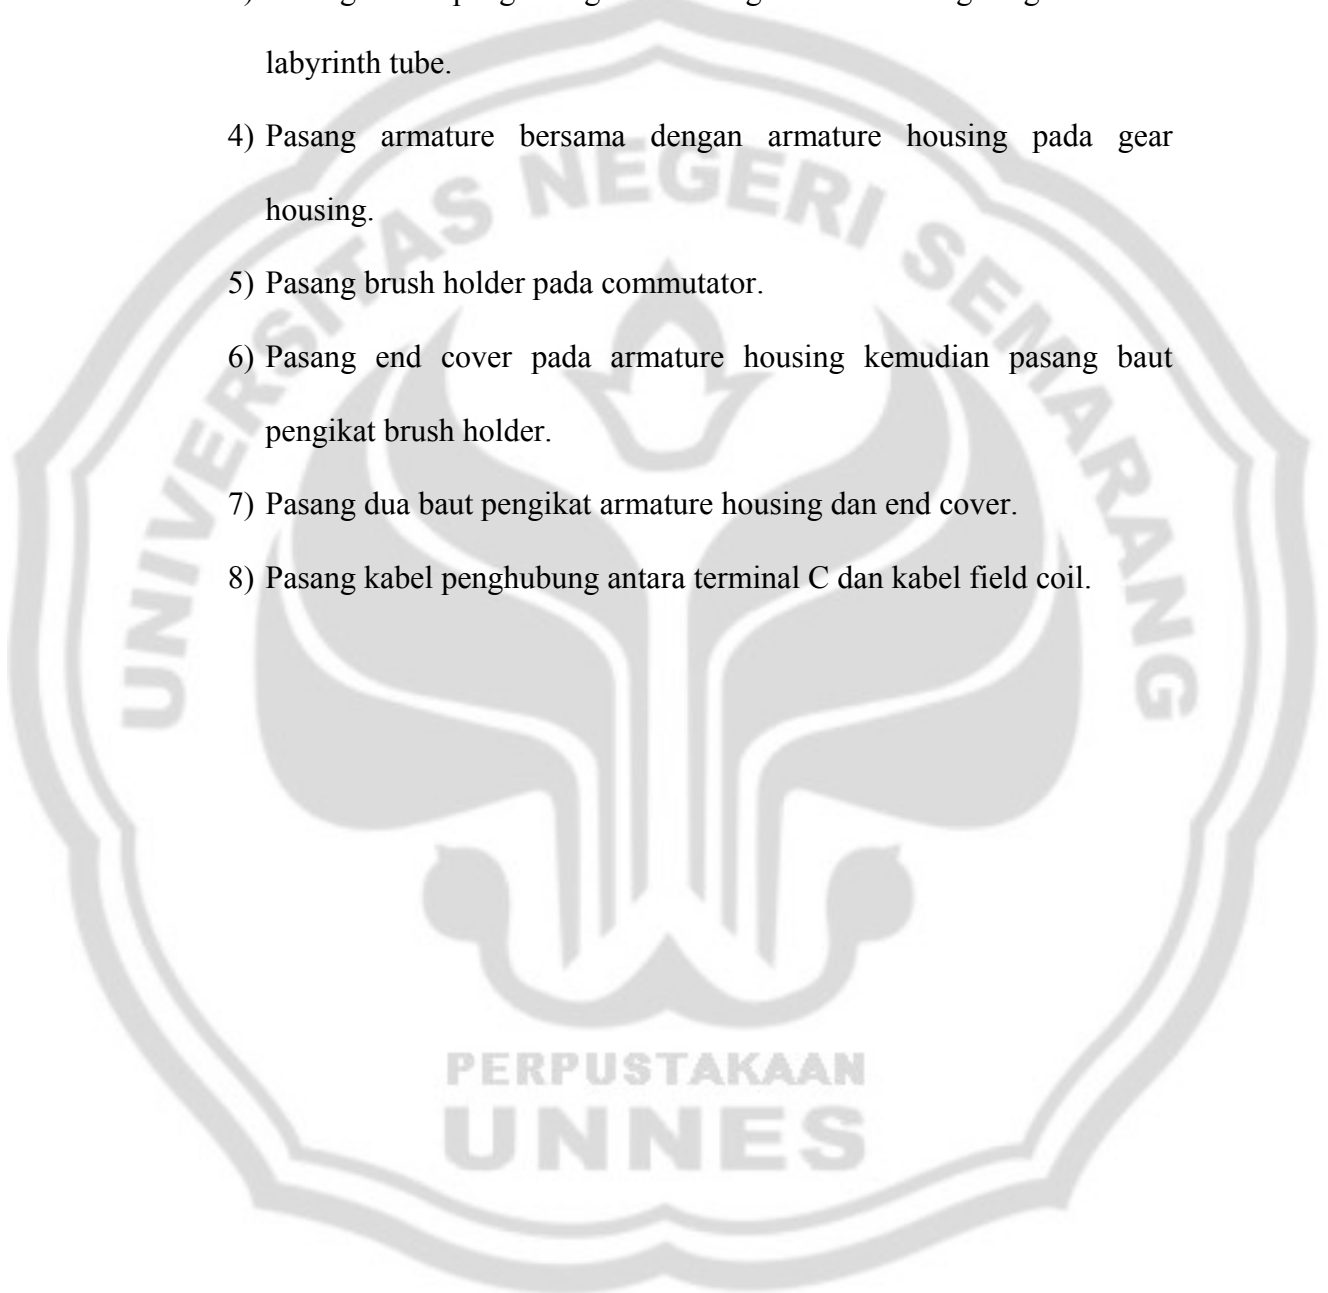 labyrinth tube.
4) Pasang armature bersama dengan armature housing pada gear
housing.
5) Pasang brush holder pada commutator.
6) Pasang end cover pada armature housing kemudian pasang baut
pengikat brush holder.
7) Pasang dua baut pengikat armature housing dan end cover.
8) Pasang kabel penghubung antara terminal C dan kabel field coil.
UNIVERSITAS NEGERI SEMARANG
PERPUSTAKAAN
UNNES